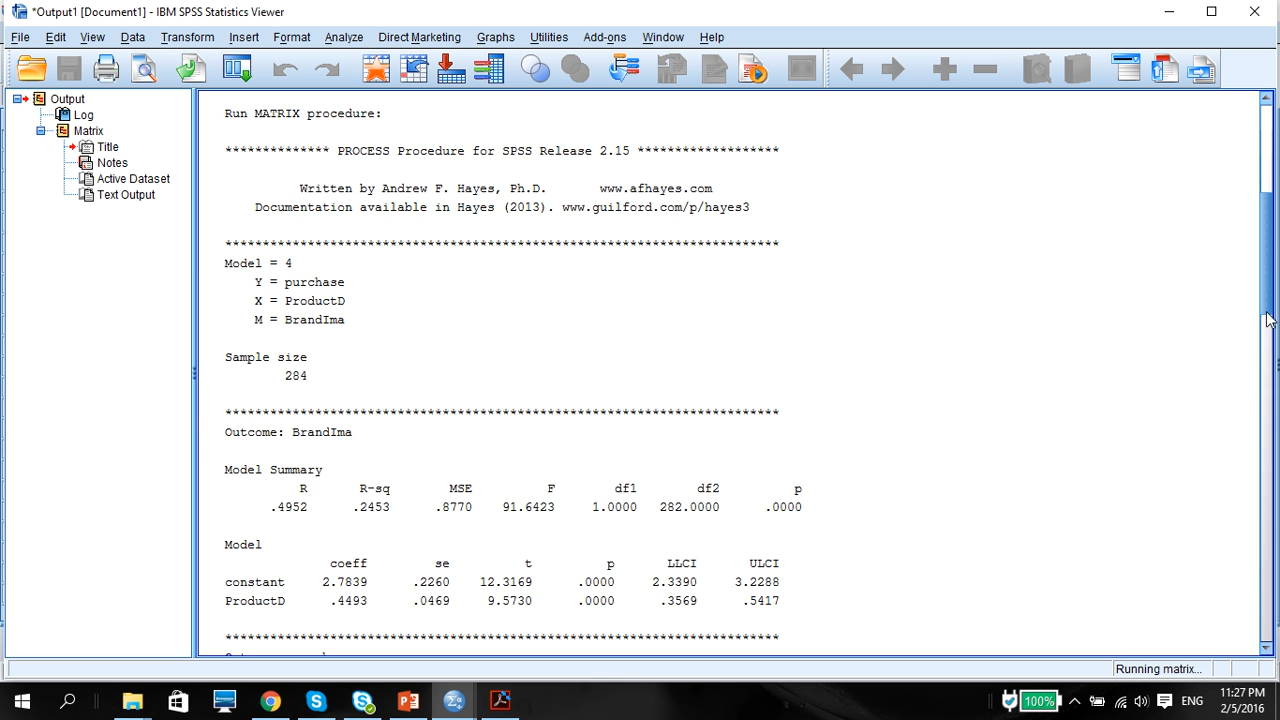 *Output1 [Document1] - IBM SPSS Statistics Viewer
File Edit View Data Transform Insert Format Analyze Direct Marketing Graphs Utilities Add-ons Window Help
Output
Log
Matrix
Title
Notes
Active Dataset
Text Output
Run MATRIX procedure:
************** PROCESS Procedure for SPSS Release 2.15 *******************
Written by Andrew F. Hayes, Ph.D. www.afhayes.com
Documentation available in Hayes (2013). www.guilford.com/p/hayes3
**************************************************************************
Model = 4
Y = purchase
X = ProductD
M = BrandIma
Sample size
284
**************************************************************************
Outcome: BrandIma
Model Summary
R R-sq MSE F df1 df2 p
.4952 .2453 .8770 91.6423 1.0000 282.0000 .0000
Model
coeff se t p LLCI ULCI
constant 2.7839 .2260 12.3169 .0000 2.3390 3.2288
ProductD .4493 .0469 9.5730 .0000 .3569 .5417
**************************************************************************
Running matrix...
100%
ENG
11:27 PM
2/5/2016